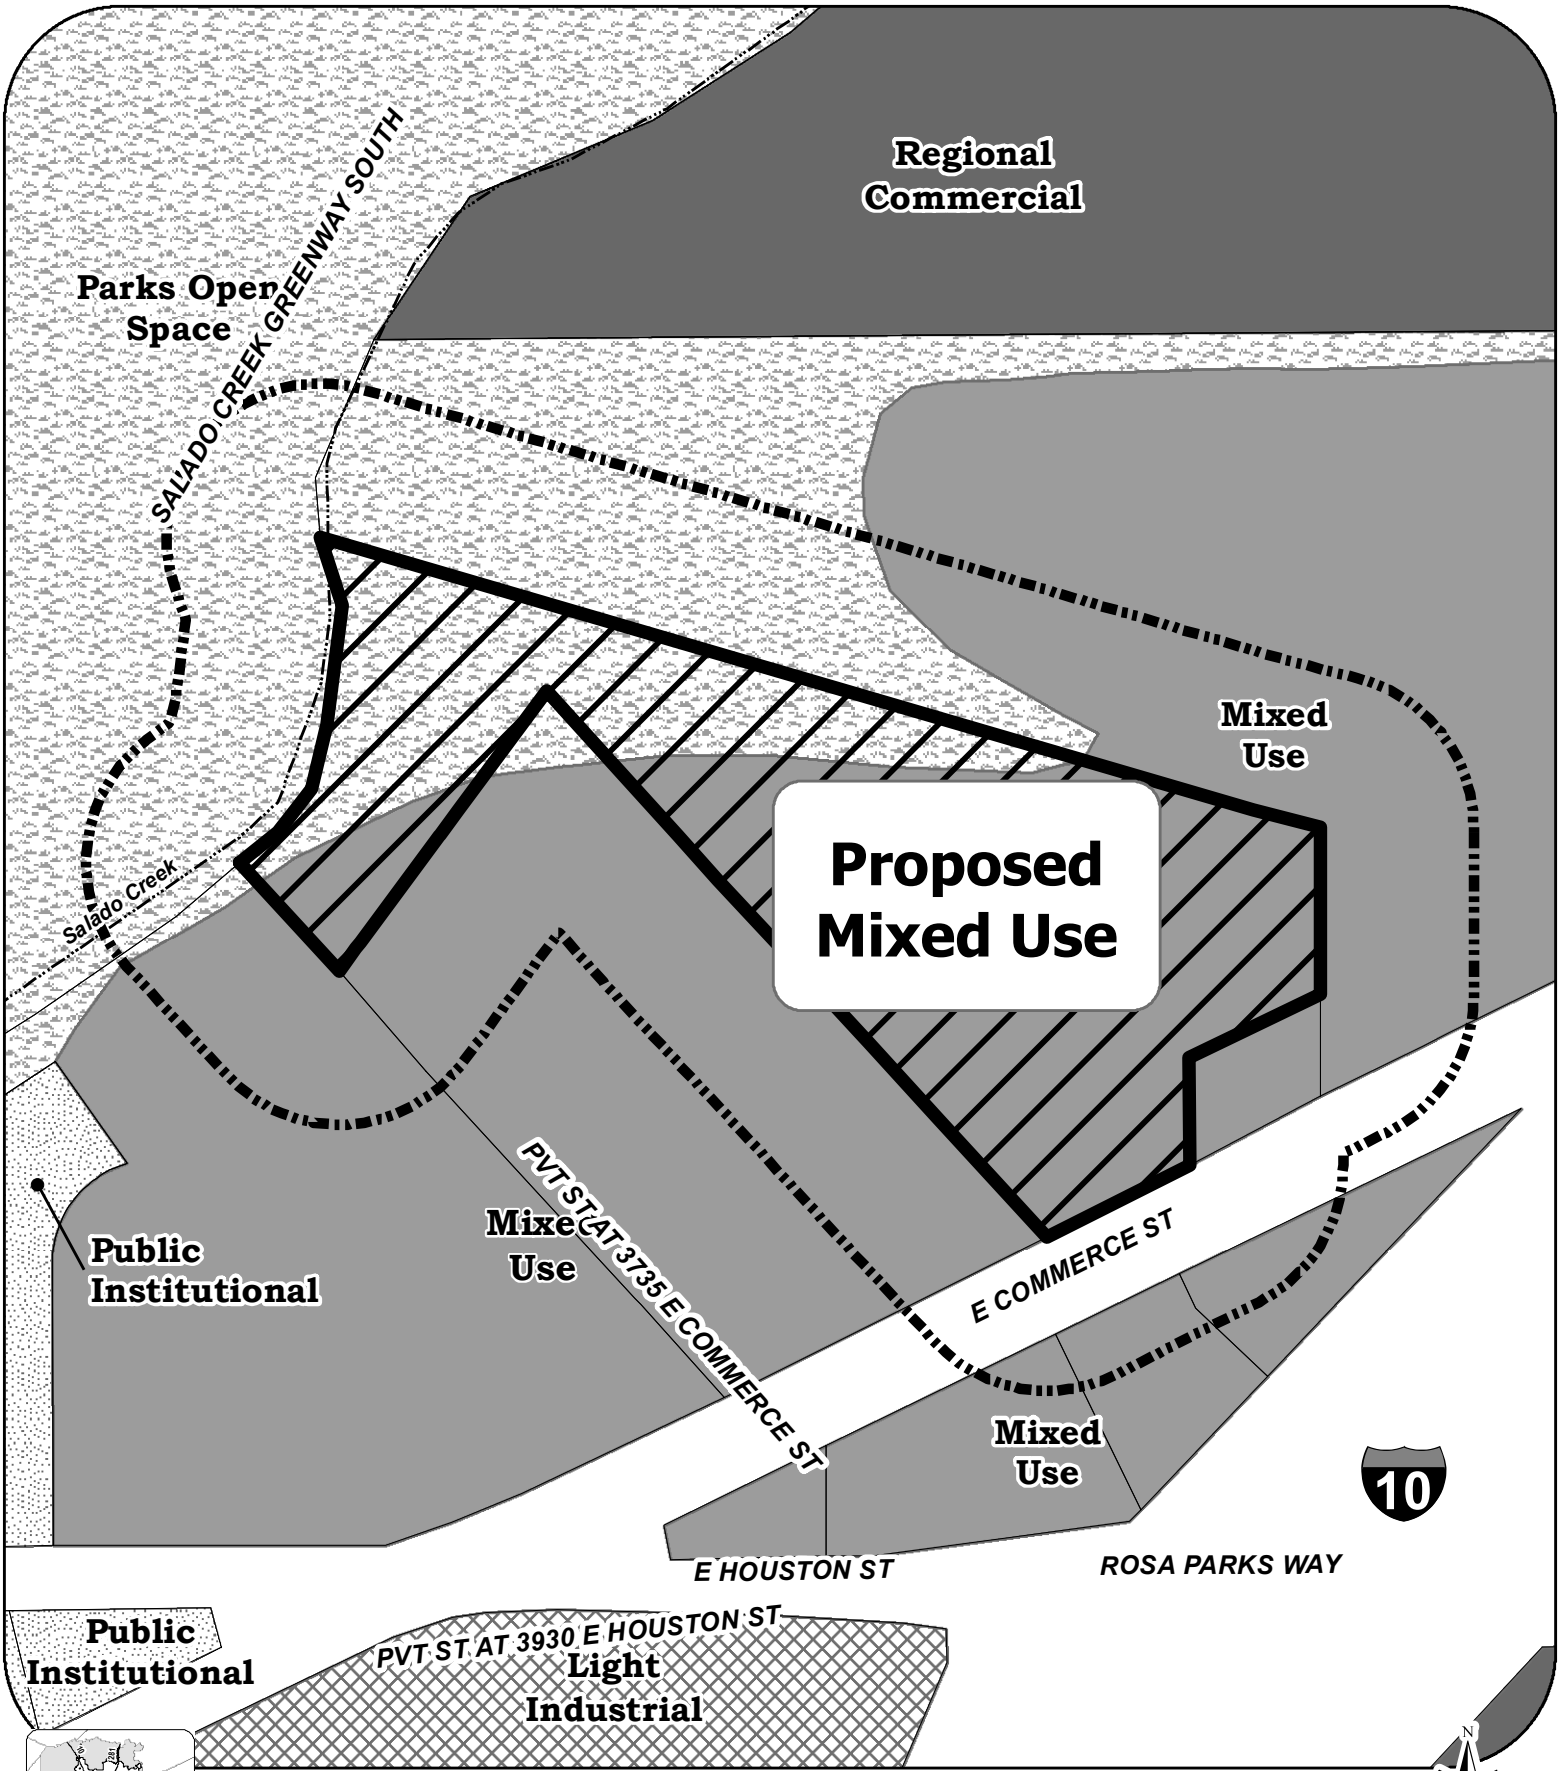 Regional
Commercial
SALADO CREEK GREENWAY SOUTH
Parks Open
Space
Mixed
Use
Proposed
Mixed Use
Salado Creek
PVT ST AT 3735 E COMMERCE ST
Mixed
Use
E COMMERCE ST
Public
Institutional
Mixed
Use
10
E HOUSTON ST
ROSA PARKS WAY
PVT ST AT 3930 E HOUSTON ST
Public
Institutional
Light
Industrial
N
281